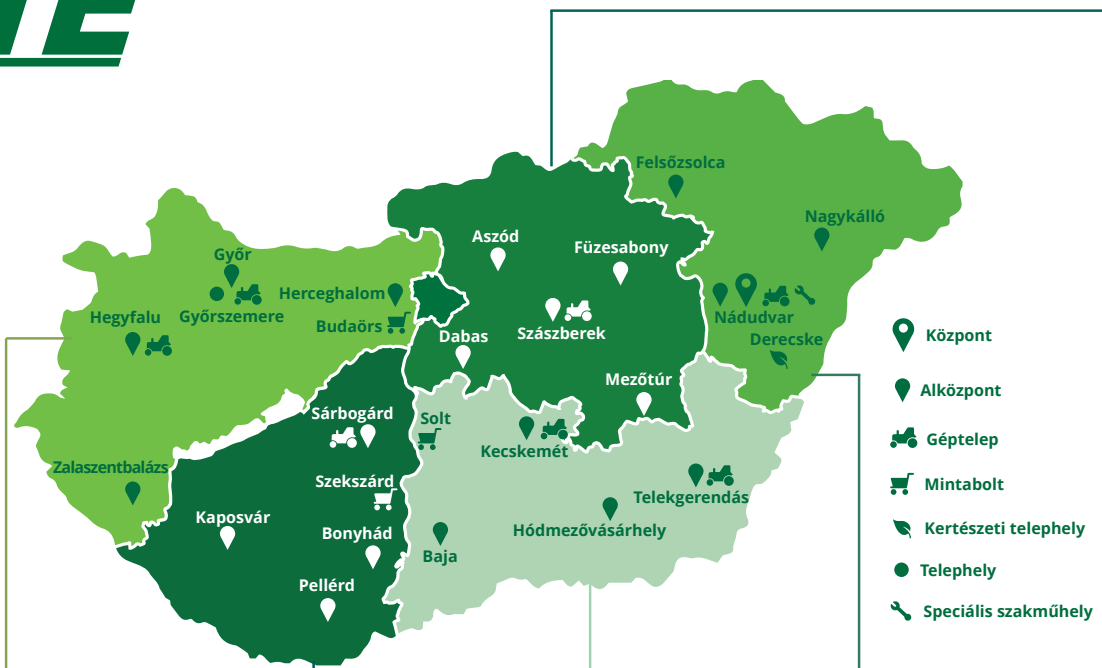 Felsőzsolca
Nagykálló
Aszód
Füzesabony
Győr
Herceghalom
Győrszemere
Hegyfalu
Budaörs
Szászberek
Nádudvar
Dabas
Derecske
Mezőtúr
Sárbogárd
Solt
Kecskemét
Zalaszentbalázs
Szekszárd
Telekgerendás
Kaposvár
Bonyhád
Hódmezővásárhely
Baja
Pellérd
Központ
Alközpont
Géptelep
Mintabolt
Kertészeti telephely
Telephely
Speciális szakműhely